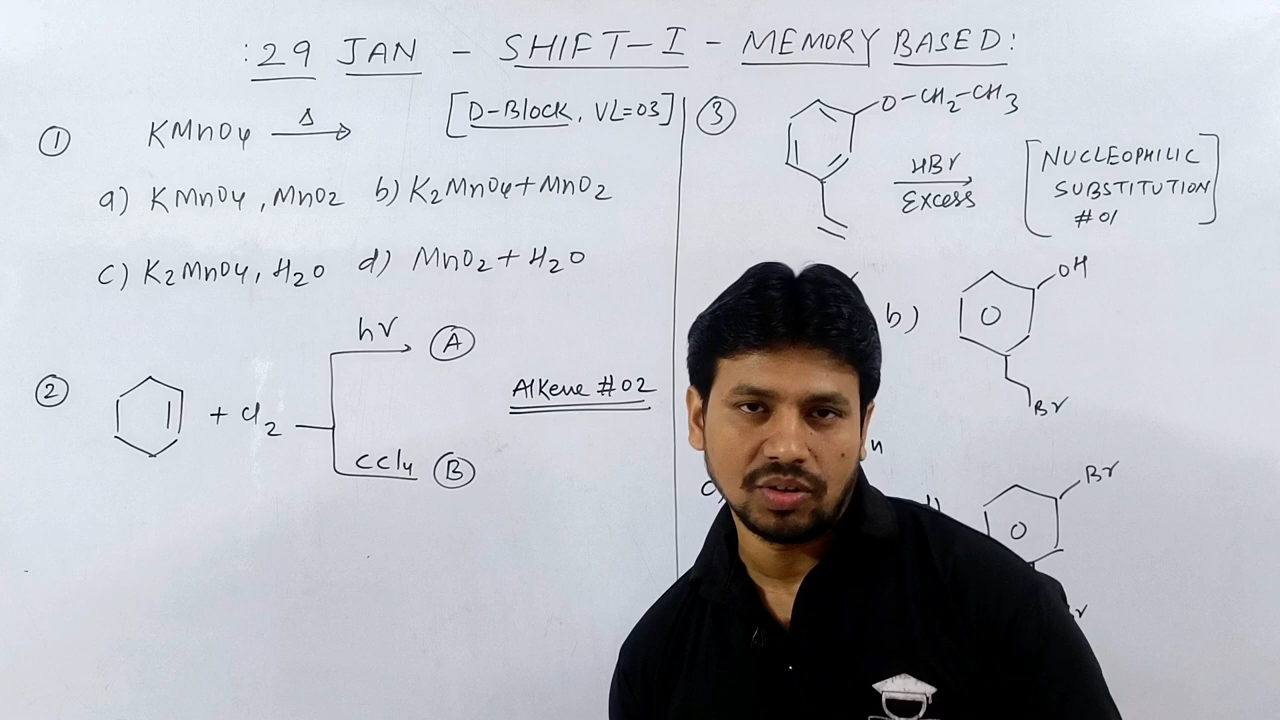 : 29 JAN - SHIFT-I - MEMORY BASED:
① KMnO4 —Δ→ [D-BLOCK, VL=03]
a) KMnO4, MnO2 b) K2MnO4+MnO2
c) K2MnO4, H2O d) MnO2 + H2O
② + Cl2
hν A
CCl4 B
Alkene #02
③ O-CH2-CH3
HBr
Excess
[NUCLEOPHILIC
SUBSTITUTION
#01]
b) OH
Br
Br